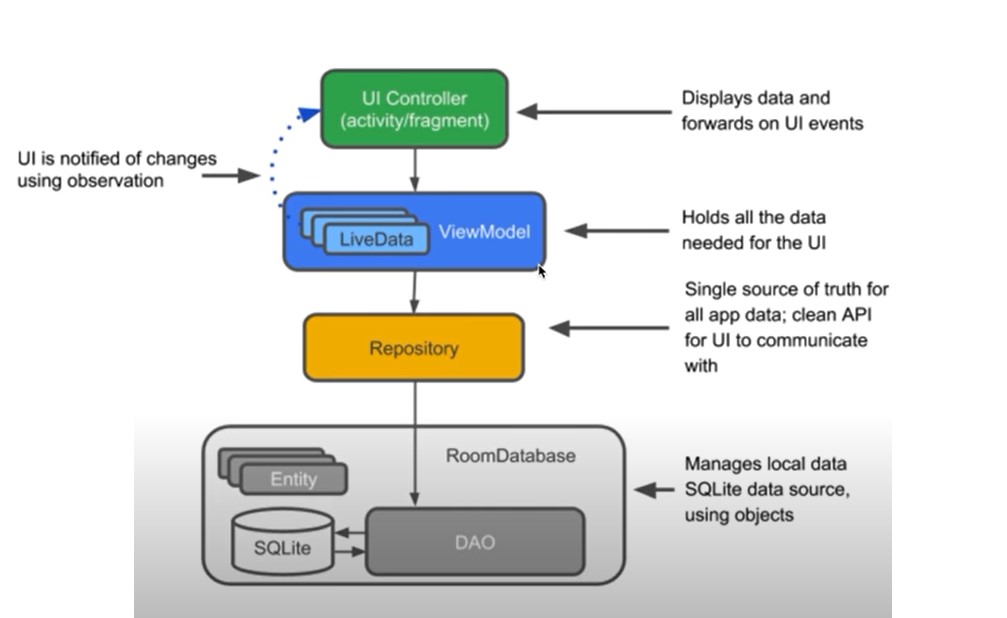 UI Controller
(activity/fragment)
Displays data and
forwards on UI events
UI is notified of changes
using observation
LiveData
ViewModel
Holds all the data
needed for the UI
Single source of truth for
all app data; clean API
for UI to communicate
with
Repository
RoomDatabase
Entity
SQLite
DAO
Manages local data
SQLite data source,
using objects